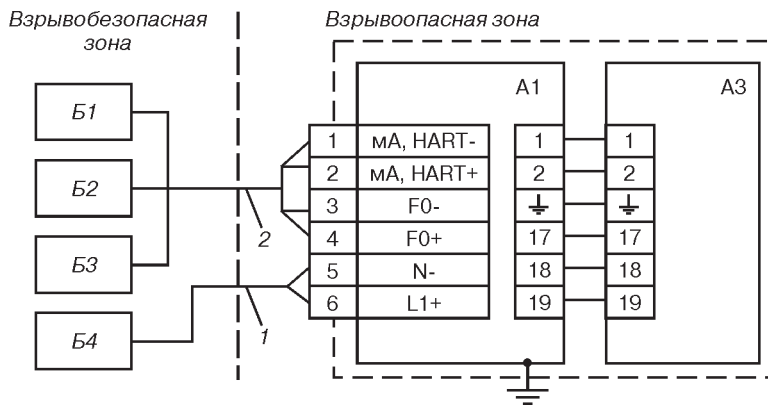 Взрывобезопасная
зона
Взрывоопасная зона
Б1
Б2
Б3
Б4
2
1
А1
А3
1 мА, HART-
2 мА, HART+
3 F0-
4 F0+
5 N-
6 L1+
1 1
2 2
17 17
18 18
19 19